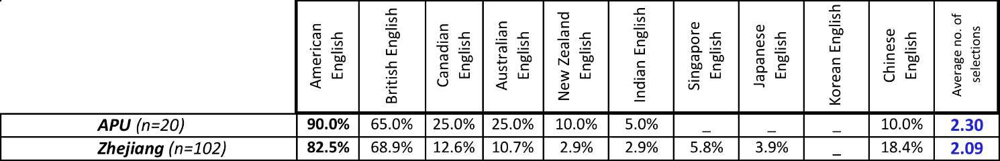 American English
British English
Canadian English
Australian English
New Zealand English
Indian English
Singapore English
Japanese English
Korean English
Chinese English
Average no. of selections
APU (n=20) 90.0% 65.0% 25.0% 25.0% 10.0% 5.0% _ _ _ 10.0% 2.30
Zhejiang (n=102) 82.5% 68.9% 12.6% 10.7% 2.9% 2.9% 5.8% 3.9% _ 18.4% 2.09